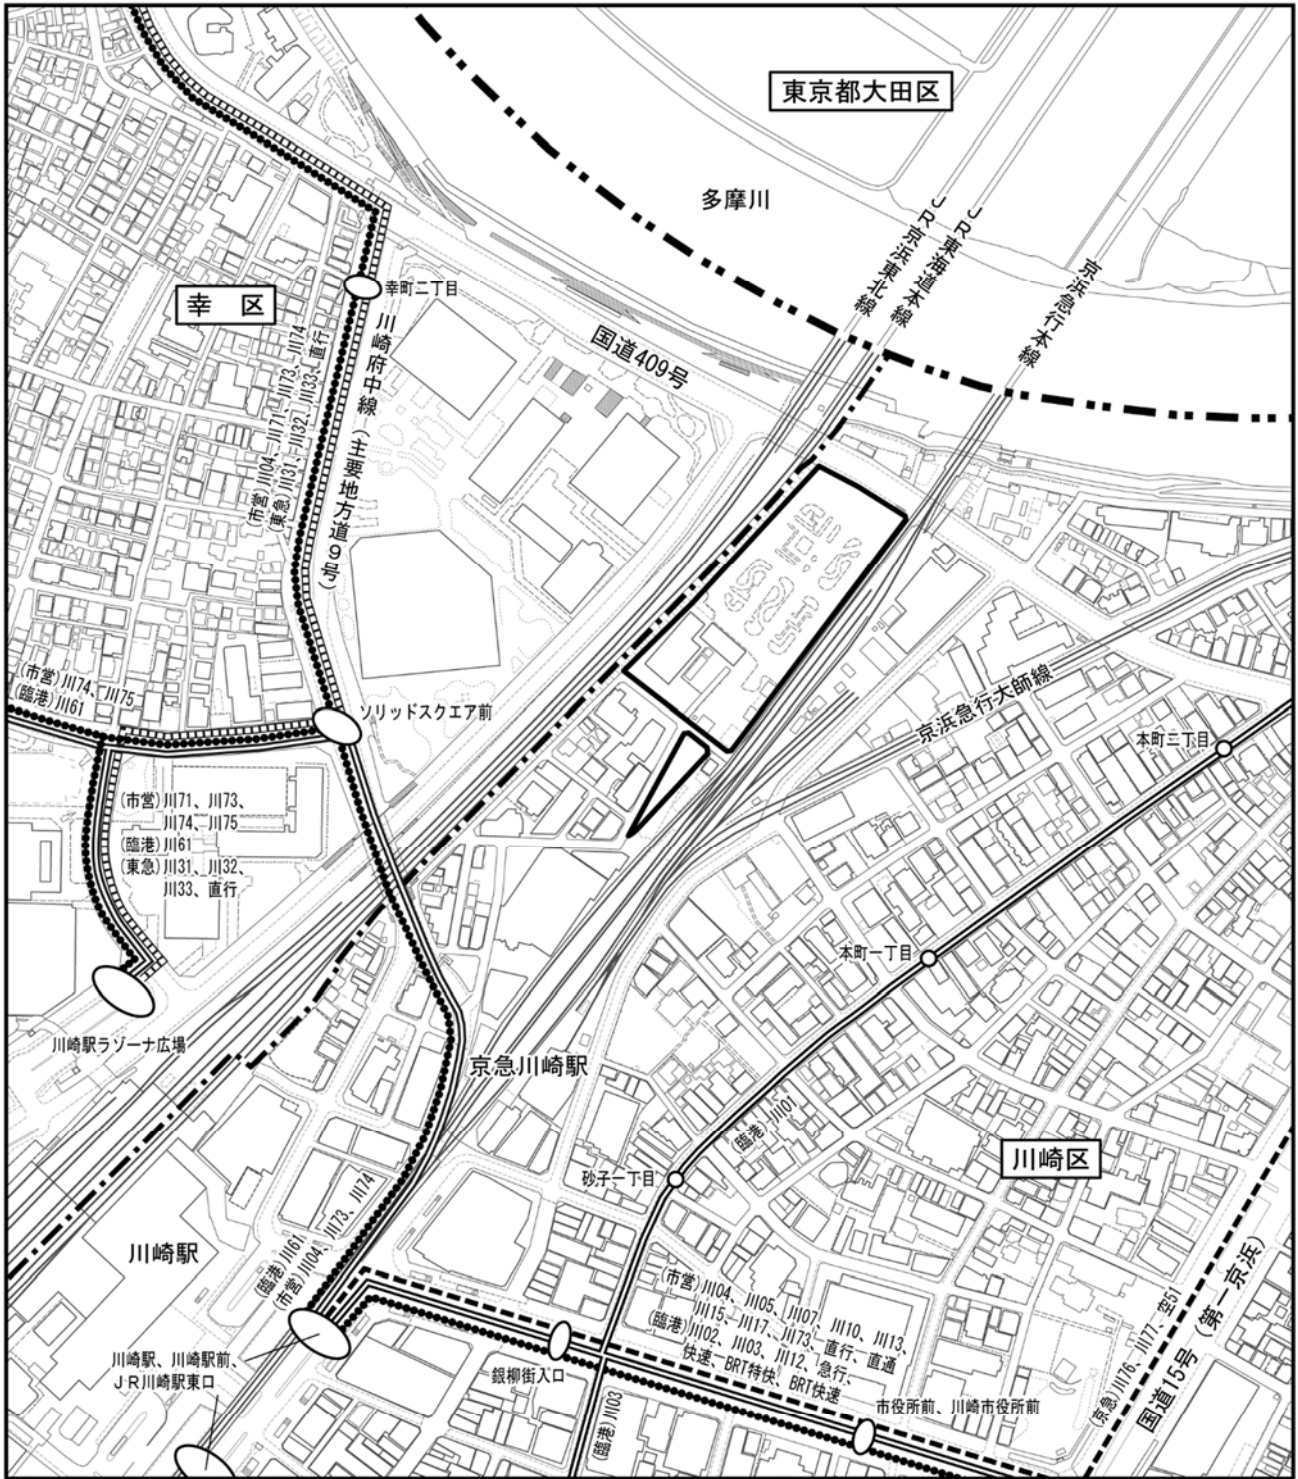 東京都大田区
多摩川
JR京浜東北線
JR東海道本線
京浜急行本線
幸 区
幸町二丁目
国道409号
川崎府中線(主要地方道9号)
(市営)川04、川71、川73、川74
(東急)川31、川32、川33、直行
(市営)川74、川75
(臨港)川61
ソリッドスクエア前
京浜急行大師線
本町二丁目
(市営)川71、川73、
川74、川75
(臨港)川61
(東急)川31、川32、
川33、直行
本町一丁目
川崎駅ラゾーナ広場
京急川崎駅
(臨港)川01
川崎区
砂子一丁目
川崎駅
(臨港)川61
(市営)川04、川73、川74
(市営)川04、川05、川07、川10、川13、
川15、川17、川73、直行、直通
(臨港)川02、川03、川12、急行、
快速、BRT特快、BRT快速
川崎駅、川崎駅前、
JR川崎駅東口
銀柳街入口
市役所前、川崎市役所前
(臨港)川03
(京急)川76、川77、空51
国道15号(第一京浜)